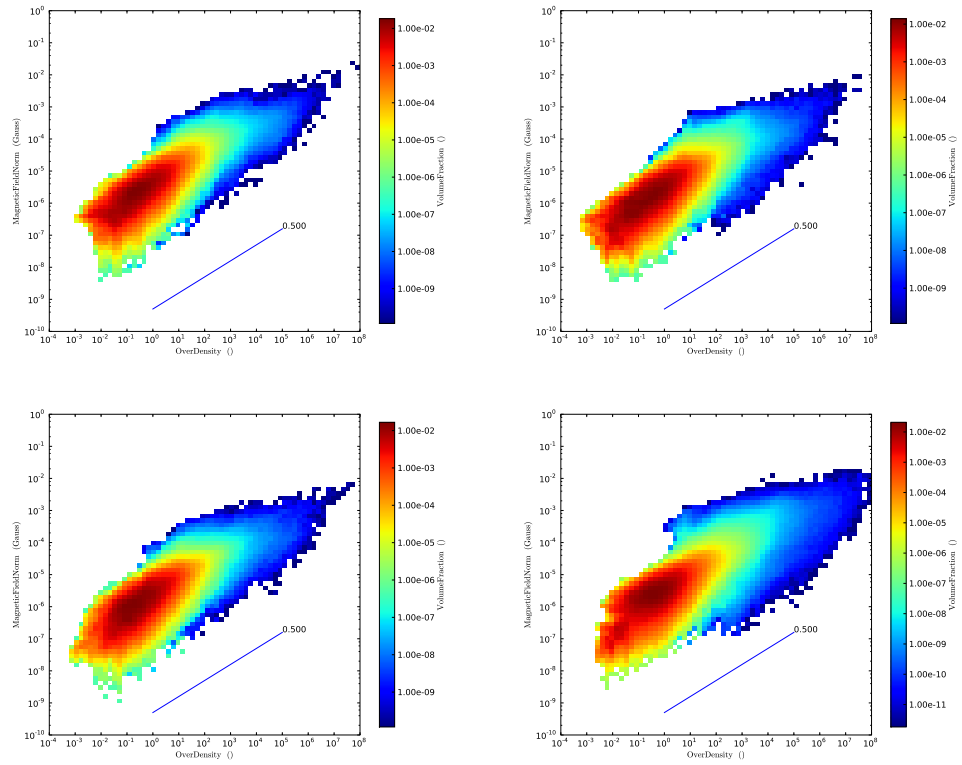 10^0
10^-1
10^-2
10^-3
10^-4
10^-5
10^-6
10^-7
10^-8
10^-9
10^-10
MagneticFieldNorm (Gauss)
0.500
10^-4 10^-3 10^-2 10^-1 10^0 10^1 10^2 10^3 10^4 10^5 10^6 10^7 10^8
OverDensity ()
1.00e-02
1.00e-03
1.00e-04
1.00e-05
1.00e-06
1.00e-07
1.00e-08
1.00e-09
VolumeFraction ()
10^0
10^-1
10^-2
10^-3
10^-4
10^-5
10^-6
10^-7
10^-8
10^-9
10^-10
MagneticFieldNorm (Gauss)
0.500
10^-4 10^-3 10^-2 10^-1 10^0 10^1 10^2 10^3 10^4 10^5 10^6 10^7 10^8
OverDensity ()
1.00e-02
1.00e-03
1.00e-04
1.00e-05
1.00e-06
1.00e-07
1.00e-08
1.00e-09
VolumeFraction ()
10^0
10^-1
10^-2
10^-3
10^-4
10^-5
10^-6
10^-7
10^-8
10^-9
10^-10
MagneticFieldNorm (Gauss)
0.500
10^-4 10^-3 10^-2 10^-1 10^0 10^1 10^2 10^3 10^4 10^5 10^6 10^7 10^8
OverDensity ()
1.00e-02
1.00e-03
1.00e-04
1.00e-05
1.00e-06
1.00e-07
1.00e-08
1.00e-09
VolumeFraction ()
10^0
10^-1
10^-2
10^-3
10^-4
10^-5
10^-6
10^-7
10^-8
10^-9
10^-10
MagneticFieldNorm (Gauss)
0.500
10^-4 10^-3 10^-2 10^-1 10^0 10^1 10^2 10^3 10^4 10^5 10^6 10^7 10^8
OverDensity ()
1.00e-02
1.00e-03
1.00e-04
1.00e-05
1.00e-06
1.00e-07
1.00e-08
1.00e-09
1.00e-10
1.00e-11
VolumeFraction ()